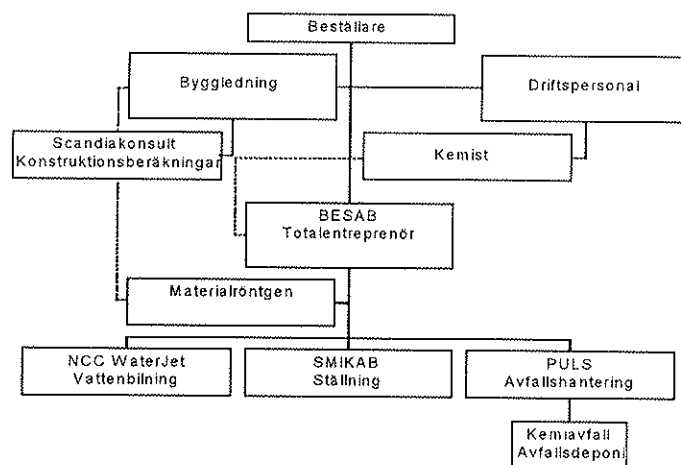 Beställare
Byggledning
Driftspersonal
Scandiakonsult
Konstruktionsberäkningar
Kemist
BESAB
Totalentreprenör
Materialröntgen
NCC WaterJet
Vattenbilning
SMIKAB
Ställning
PULS
Avfallshantering
Kemiavfall
Avfallsdeponi